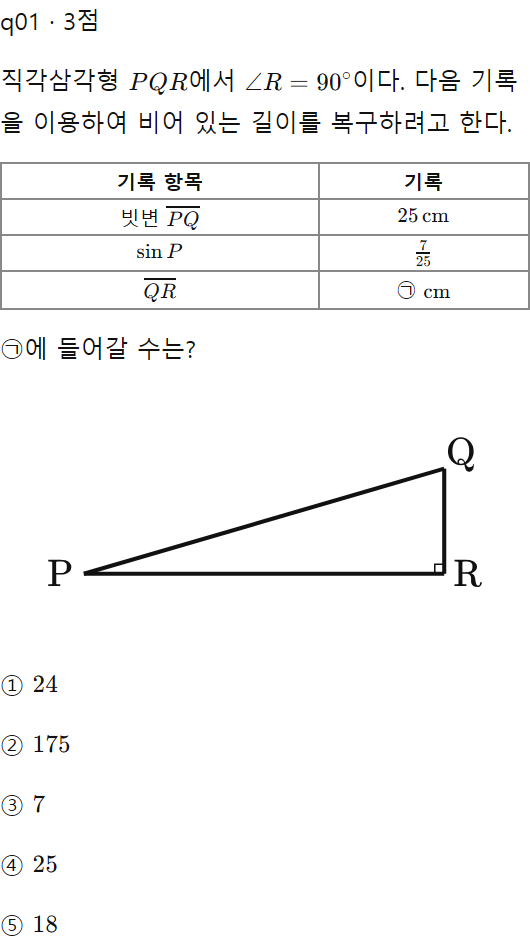 q01 · 3점
직각삼각형 PQR에서 ∠R = 90°이다. 다음 기록
을 이용하여 비어 있는 길이를 복구하려고 한다.
기록 항목 기록
빗변 \overline{PQ} 25 cm
sin P \frac{7}{25}
\overline{QR} ㉠ cm
㉠에 들어갈 수는?
Q
P R
① 24
② 175
③ 7
④ 25
⑤ 18